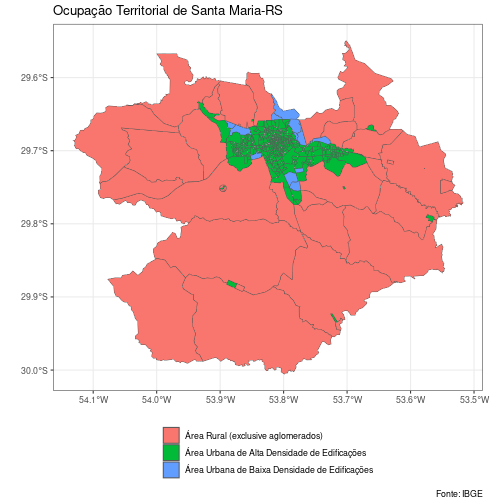 Ocupação Territorial de Santa Maria-RS
29.6°S
29.7°S
29.8°S
29.9°S
30.0°S
54.1°W 54.0°W 53.9°W 53.8°W 53.7°W 53.6°W 53.5°W
Área Rural (exclusive aglomerados)
Área Urbana de Alta Densidade de Edificações
Área Urbana de Baixa Densidade de Edificações
Fonte: IBGE